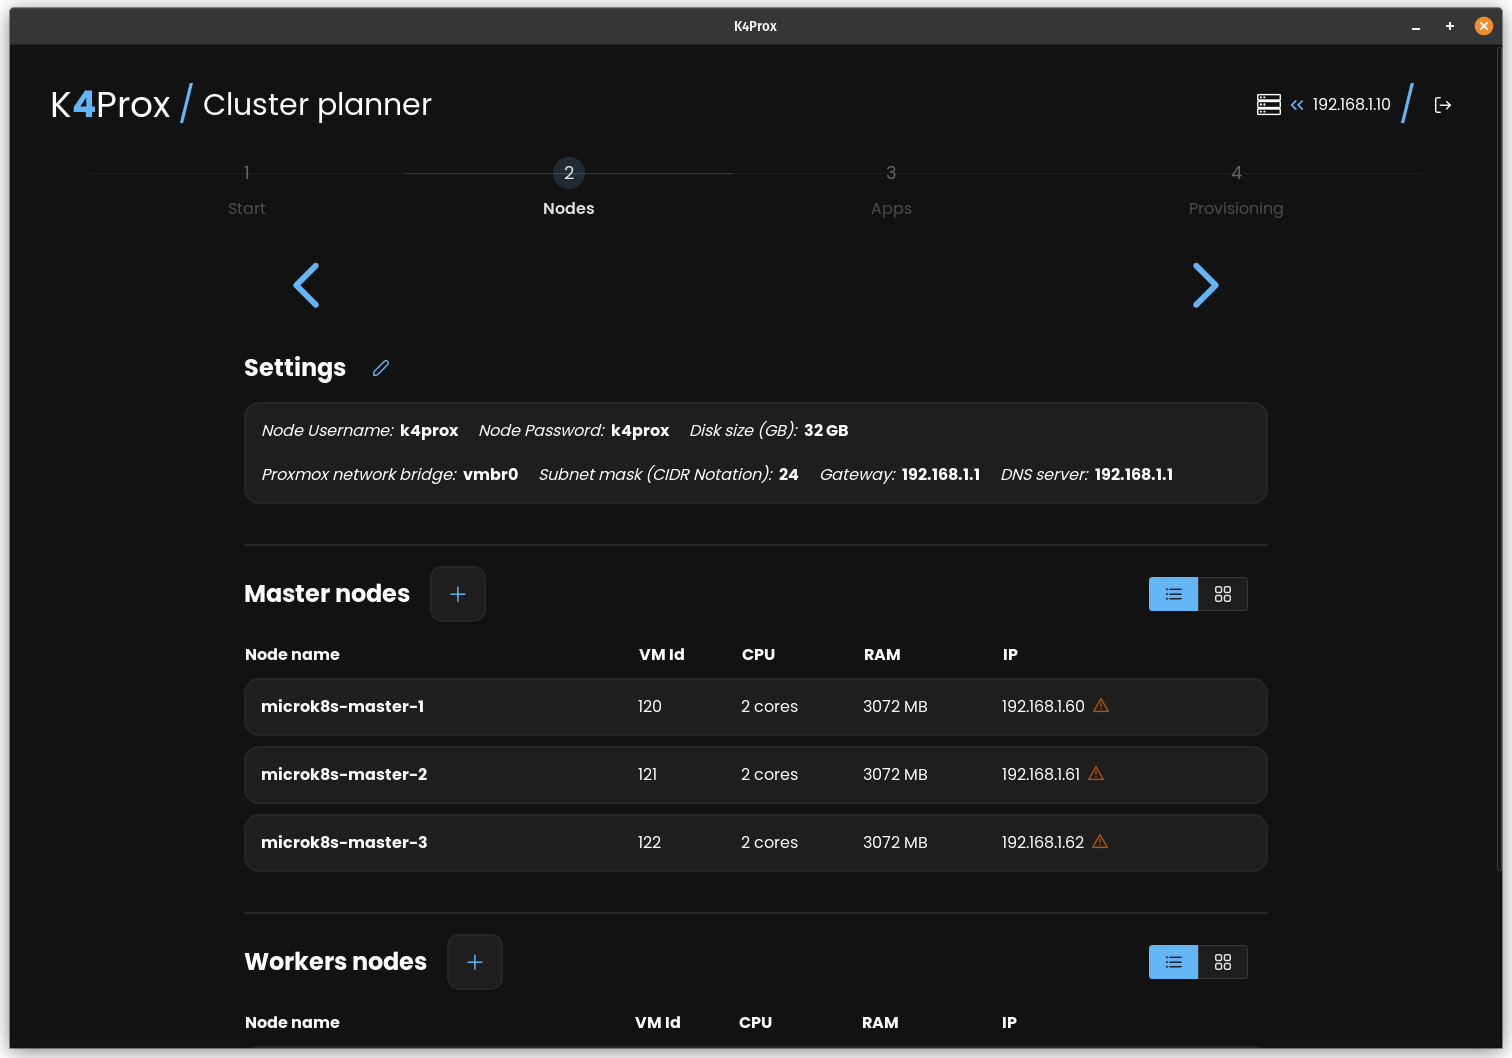 K4Prox
K4Prox / Cluster planner
192.168.1.10 /
1 2 3 4
Start Nodes Apps Provisioning
Settings
Node Username: k4prox Node Password: k4prox Disk size (GB): 32 GB
Proxmox network bridge: vmbr0 Subnet mask (CIDR Notation): 24 Gateway: 192.168.1.1 DNS server: 192.168.1.1
Master nodes +
Node name VM Id CPU RAM IP
microk8s-master-1 120 2 cores 3072 MB 192.168.1.60
microk8s-master-2 121 2 cores 3072 MB 192.168.1.61
microk8s-master-3 122 2 cores 3072 MB 192.168.1.62
Workers nodes +
Node name VM Id CPU RAM IP